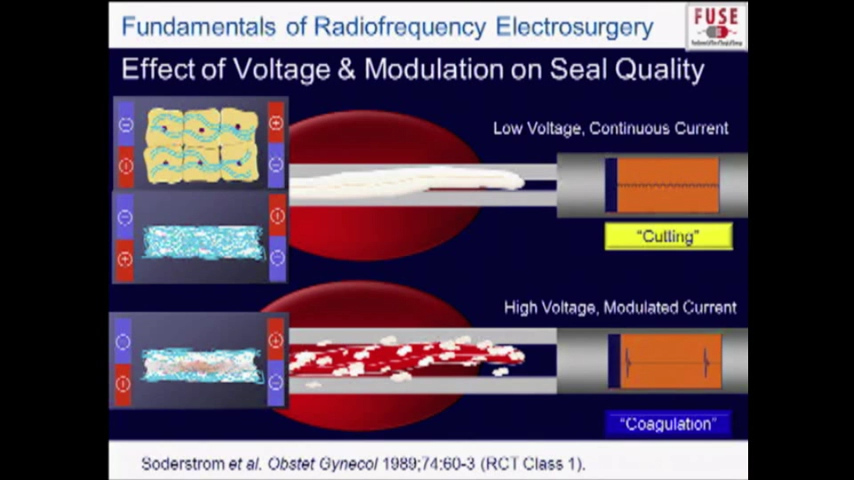 Fundamentals of Radiofrequency Electrosurgery
FUSE
Effect of Voltage & Modulation on Seal Quality
Low Voltage, Continuous Current
“Cutting”
High Voltage, Modulated Current
“Coagulation”
Soderstrom et al. Obstet Gynecol 1989;74:60-3 (RCT Class 1).